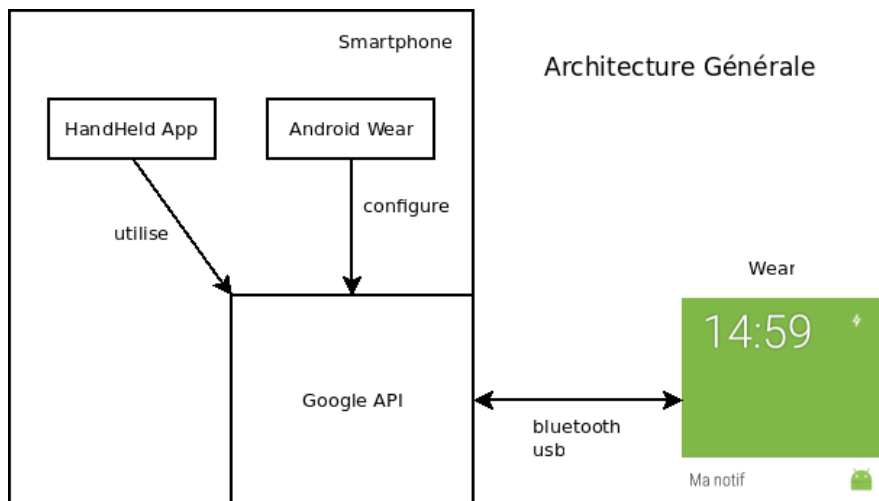 Smartphone
Architecture Générale
HandHeld App
Android Wear
utilise
configure
Wear
14:59
Google API
bluetooth
usb
Ma notif